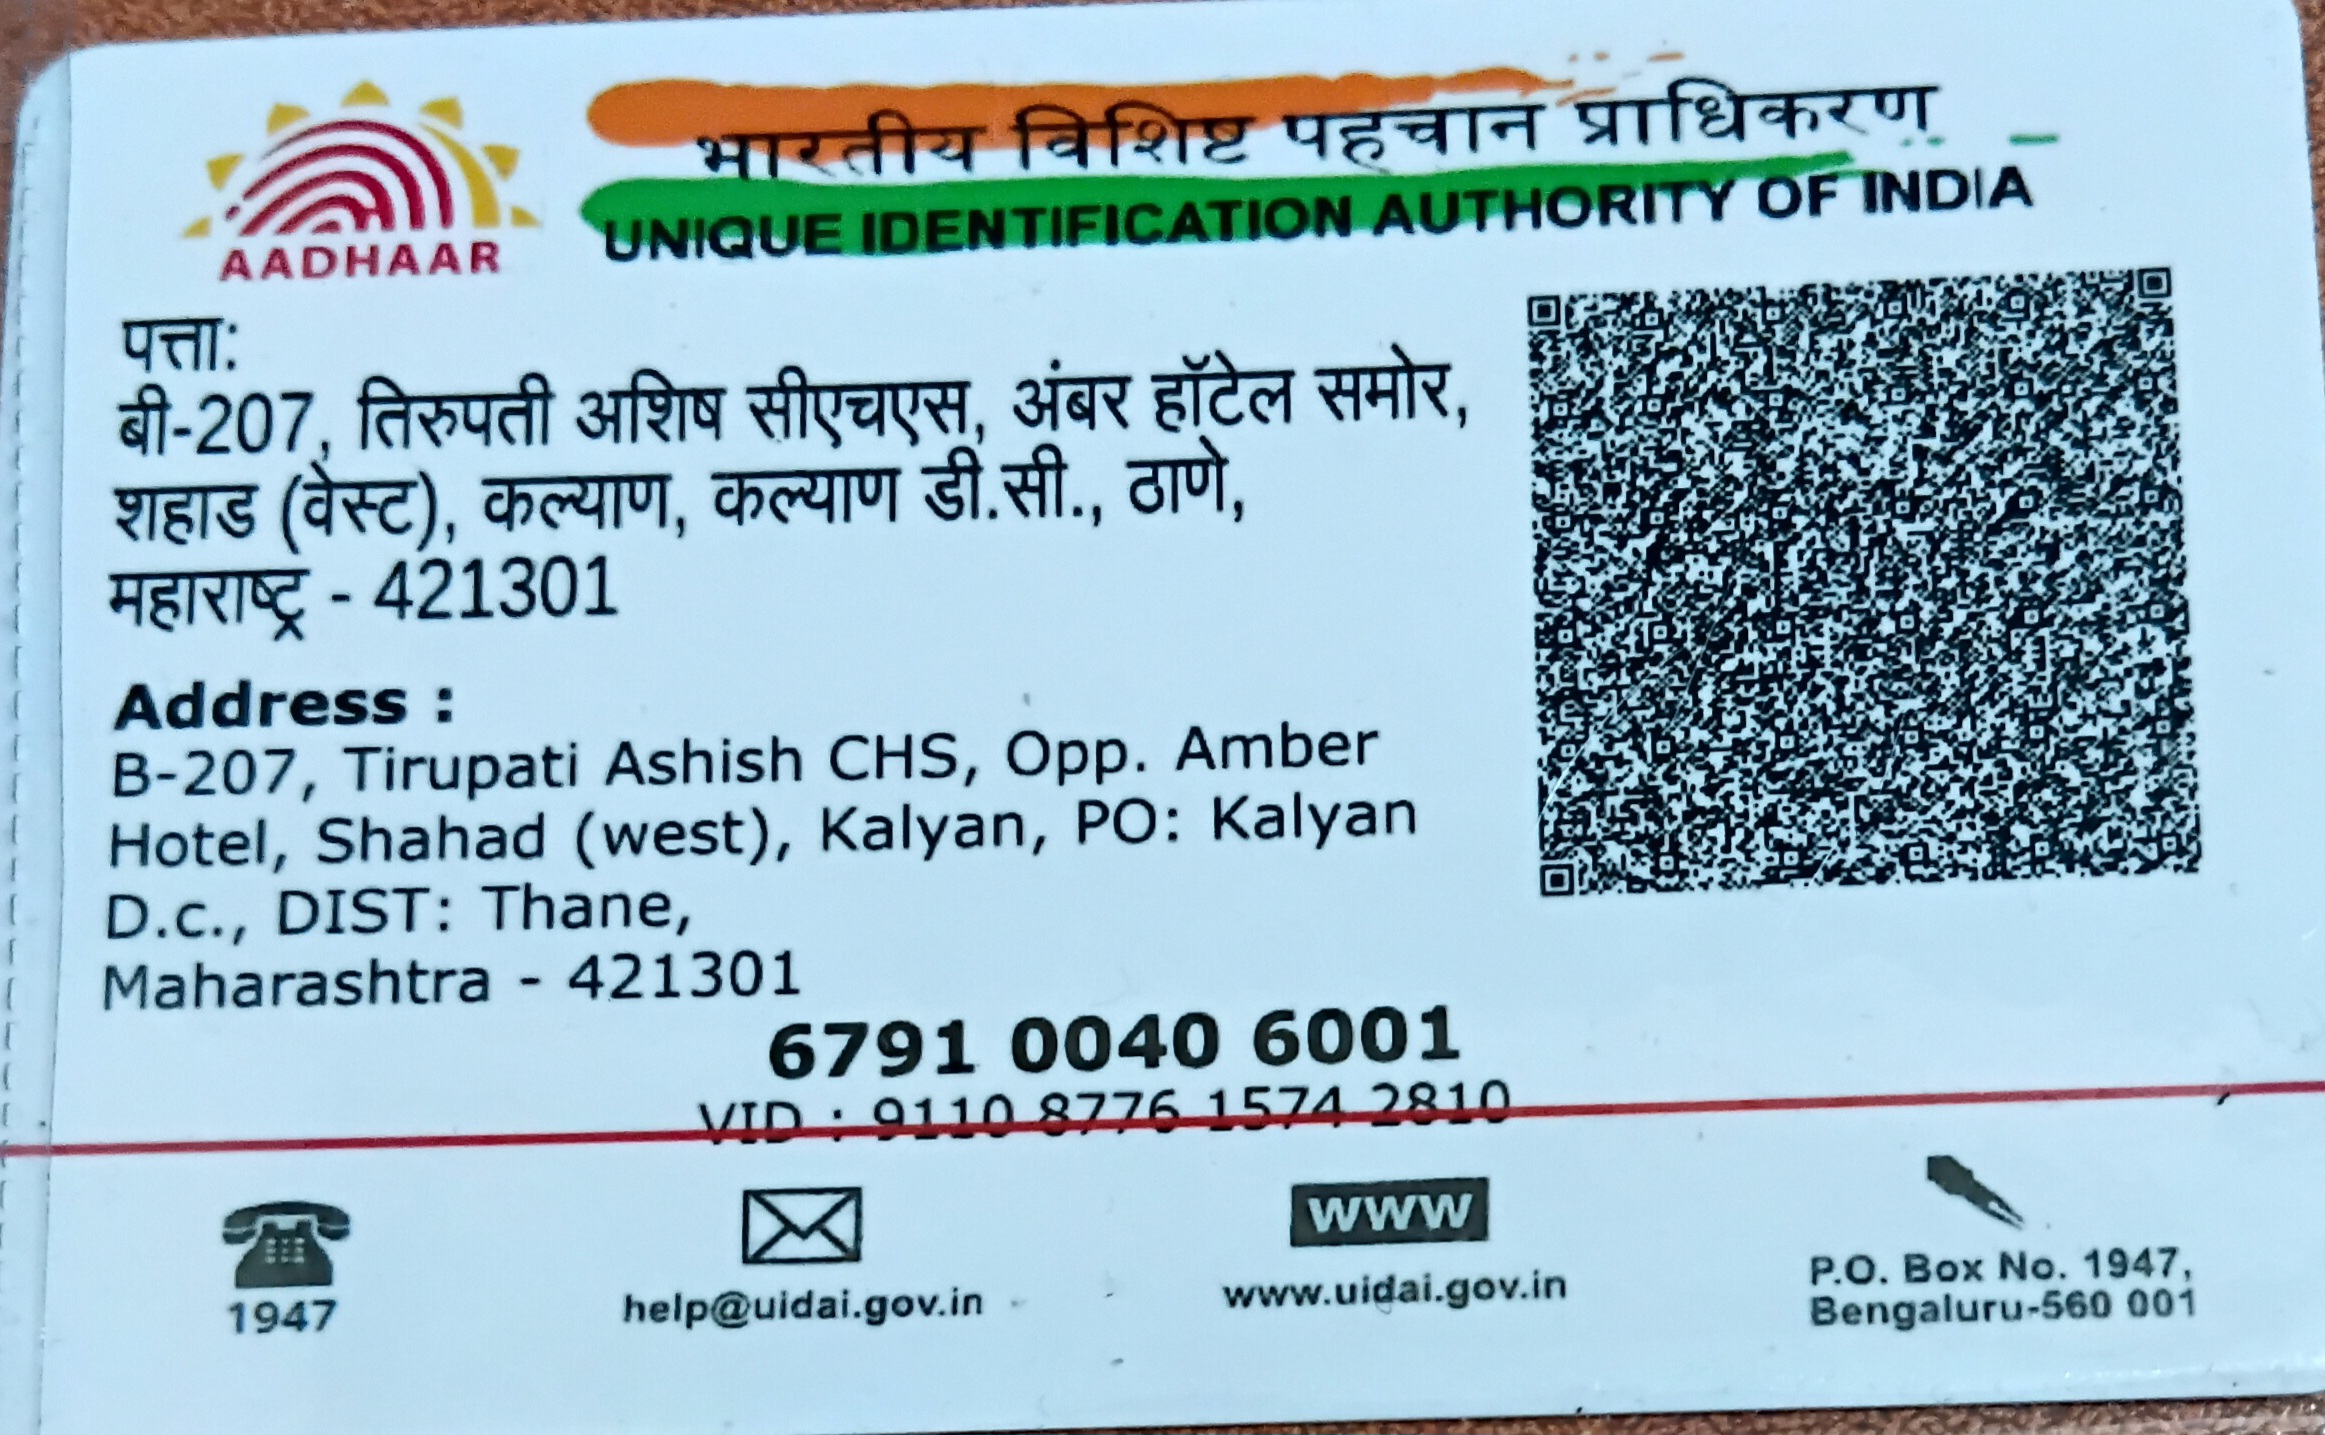 भारतीय विशिष्ट पहचान प्राधिकरण
UNIQUE IDENTIFICATION AUTHORITY OF INDIA
AADHAAR
पत्ता:
बी-207, तिरुपती अशिष सीएचएस, अंबर हॉटेल समोर,
शहाड (वेस्ट), कल्याण, कल्याण डी.सी., ठाणे,
महाराष्ट्र - 421301
Address :
B-207, Tirupati Ashish CHS, Opp. Amber
Hotel, Shahad (west), Kalyan, PO: Kalyan
D.c., DIST: Thane,
Maharashtra - 421301
6791 0040 6001
VID : 9110 8776 1574 2810
1947
help@uidai.gov.in
WWW
www.uidai.gov.in
P.O. Box No. 1947,
Bengaluru-560 001